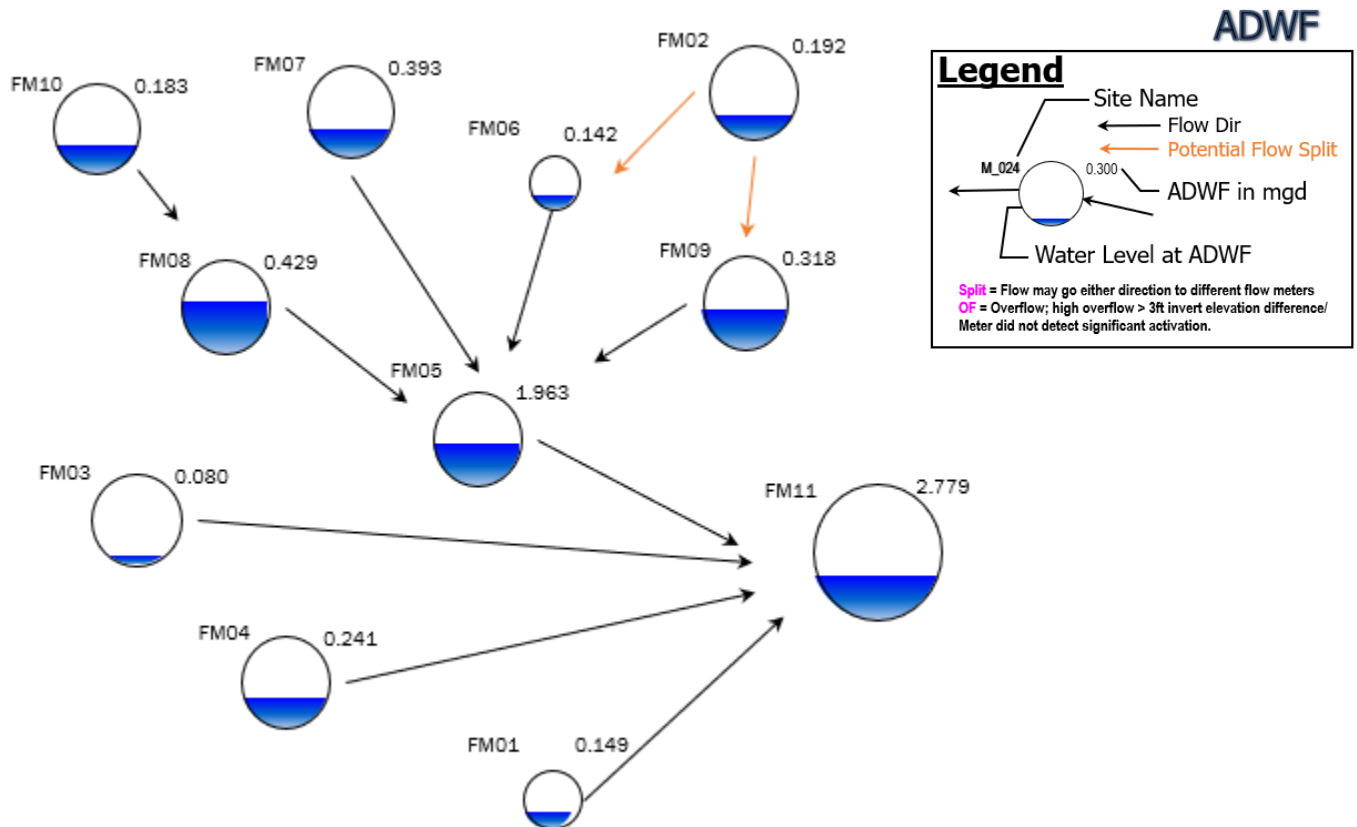 ADWF
FM02
0.192
FM07
0.393
FM10
0.183
FM06
0.142
Legend
Site Name
Flow Dir
Potential Flow Split
M_024
0.300
ADWF in mgd
Water Level at ADWF
Split = Flow may go either direction to different flow meters
OF = Overflow; high overflow > 3ft invert elevation difference/
Meter did not detect significant activation.
FM08
0.429
FM09
0.318
FM05
1.963
FM03
0.080
FM11
2.779
FM04
0.241
FM01
0.149